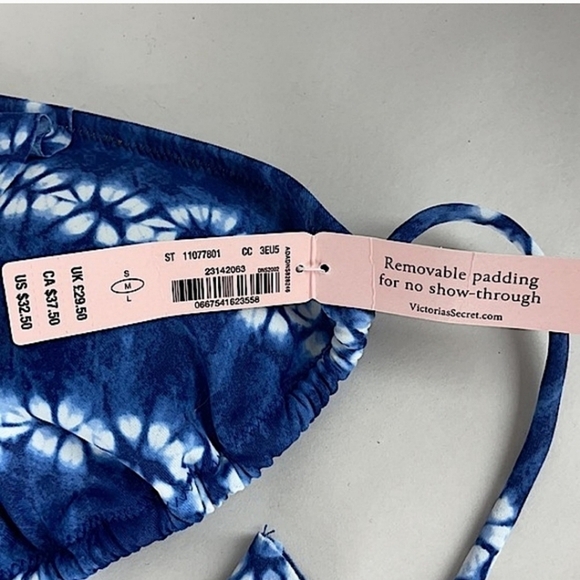 ST 11077801 CC 3EU5
23142063 DNS2002
0667541623558
S
M
L
UK £29.50
CA $37.50
US $32.50
Removable padding
for no show-through
VictoriasSecret.com